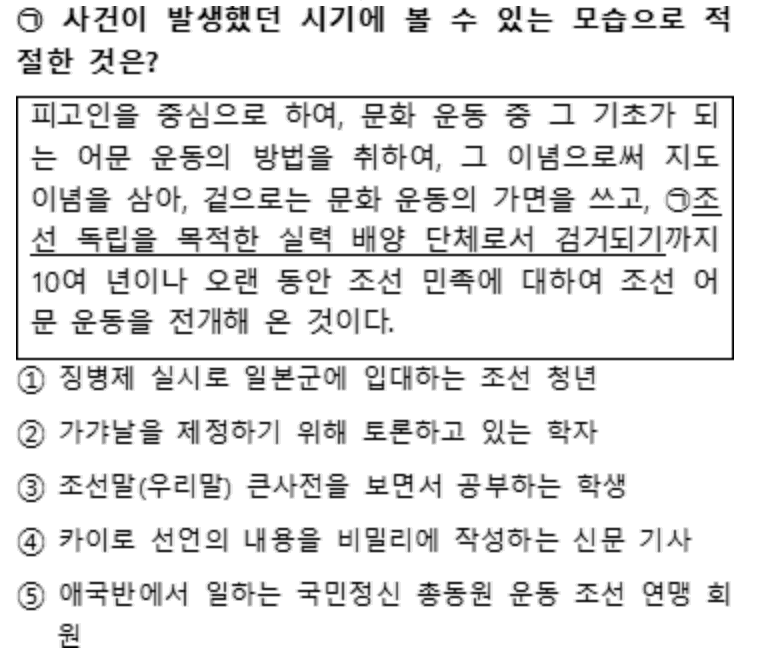 ㉠ 사건이 발생했던 시기에 볼 수 있는 모습으로 적
절한 것은?
피고인을 중심으로 하여, 문화 운동 중 그 기초가 되
는 어문 운동의 방법을 취하여, 그 이념으로써 지도
이념을 삼아, 겉으로는 문화 운동의 가면을 쓰고, ㉠조
선 독립을 목적한 실력 배양 단체로서 검거되기까지
10여 년이나 오랜 동안 조선 민족에 대하여 조선 어
문 운동을 전개해 온 것이다.
① 징병제 실시로 일본군에 입대하는 조선 청년
② 가갸날을 제정하기 위해 토론하고 있는 학자
③ 조선말(우리말) 큰사전을 보면서 공부하는 학생
④ 카이로 선언의 내용을 비밀리에 작성하는 신문 기사
⑤ 애국반에서 일하는 국민정신 총동원 운동 조선 연맹 회
원